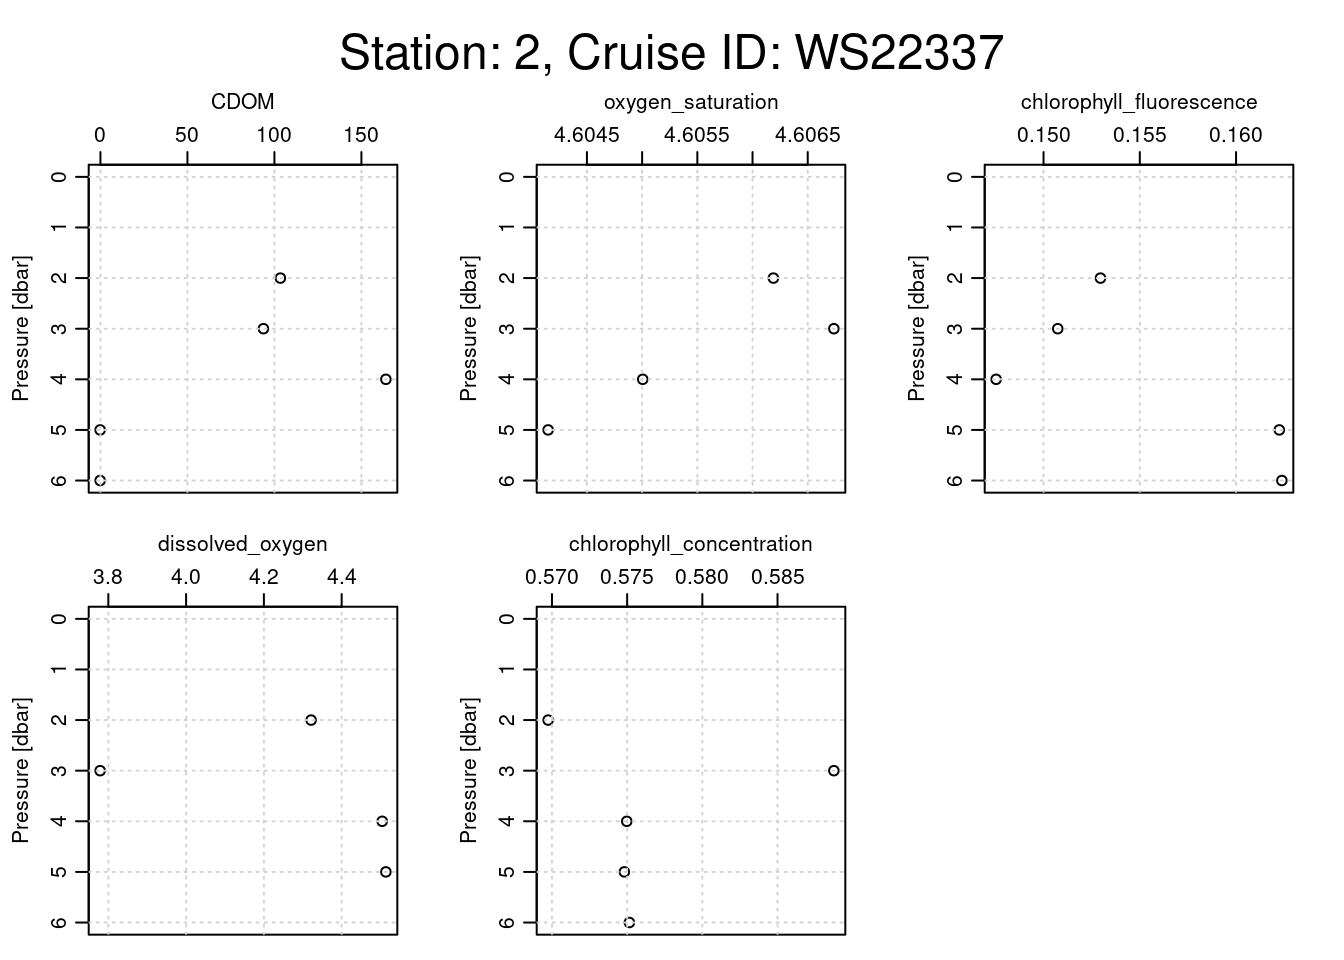 Station: 2, Cruise ID: WS22337
CDOM
0 50 100 150
Pressure [dbar]
0
1
2
3
4
5
6
oxygen_saturation
4.6045 4.6055 4.6065
Pressure [dbar]
0
1
2
3
4
5
6
chlorophyll_fluorescence
0.150 0.155 0.160
Pressure [dbar]
0
1
2
3
4
5
6
dissolved_oxygen
3.8 4.0 4.2 4.4
Pressure [dbar]
0
1
2
3
4
5
6
chlorophyll_concentration
0.570 0.575 0.580 0.585
Pressure [dbar]
0
1
2
3
4
5
6